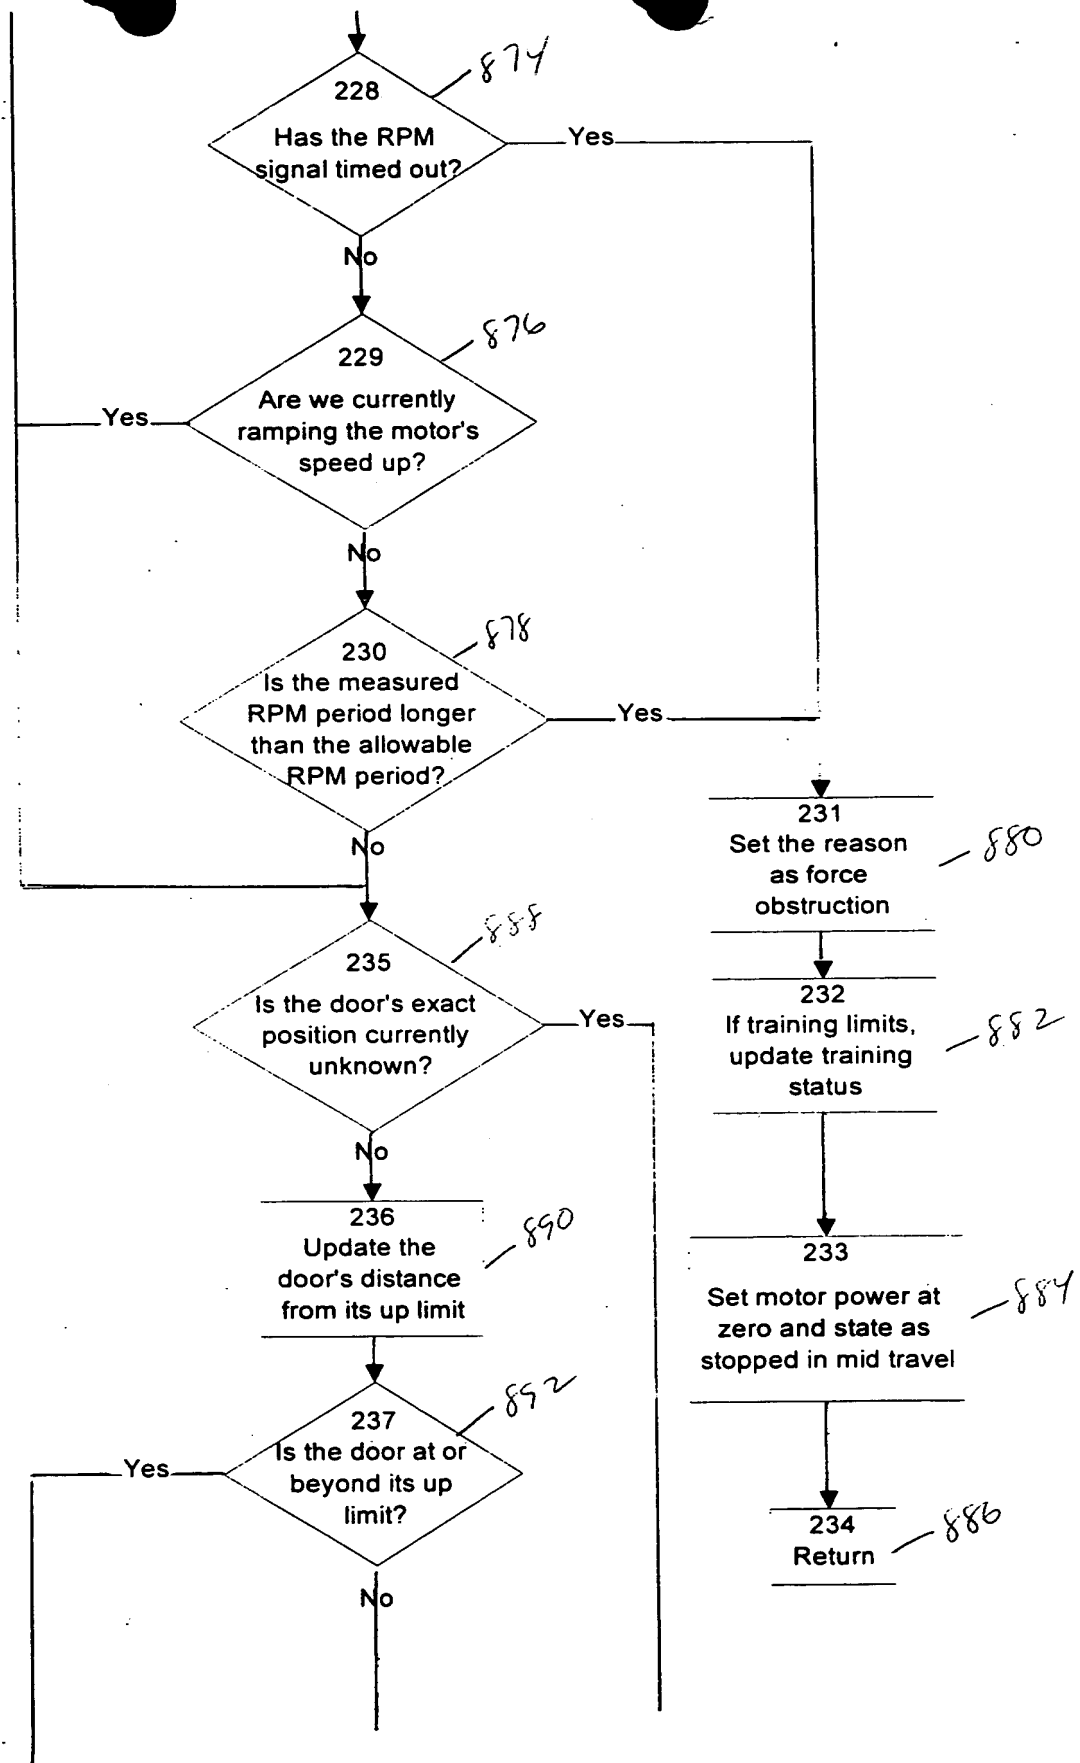 874
228
Has the RPM
signal timed out?
Yes
No
876
229
Are we currently
ramping the motor's
speed up?
Yes
No
878
230
Is the measured
RPM period longer
than the allowable
RPM period?
Yes
No
231
Set the reason
as force
obstruction
880
888
235
Is the door's exact
position currently
unknown?
Yes
No
232
If training limits,
update training
status
882
236
Update the
door's distance
from its up limit
890
233
Set motor power at
zero and state as
stopped in mid travel
884
892
237
Is the door at or
beyond its up
limit?
Yes
No
234
Return
886